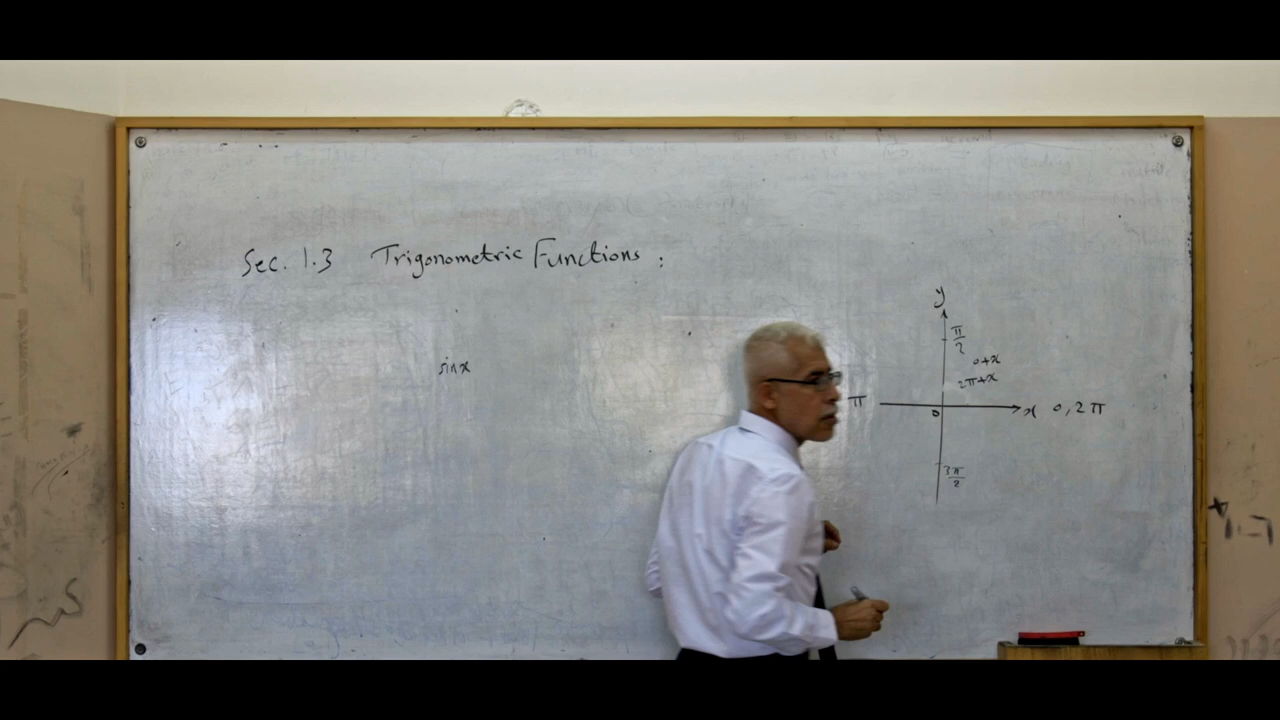 Sec. 1.3 Trigonometric Functions :
sin x
y
π/2
0+x
2π+x
π
0
x 0, 2π
3π/2